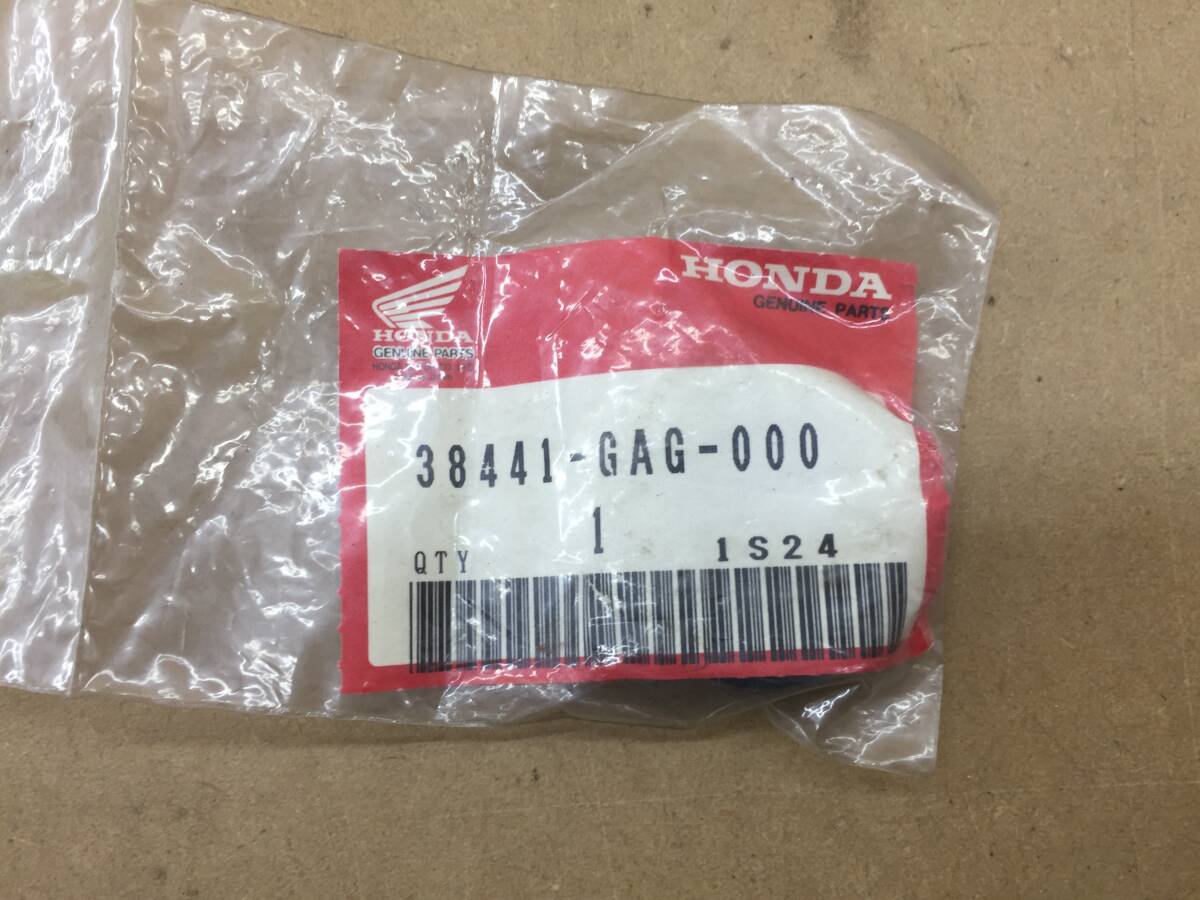 HONDA
GENUINE PARTS
HONDA
GENUINE PARTS
38441-GAG-000
1
QTY
1S24